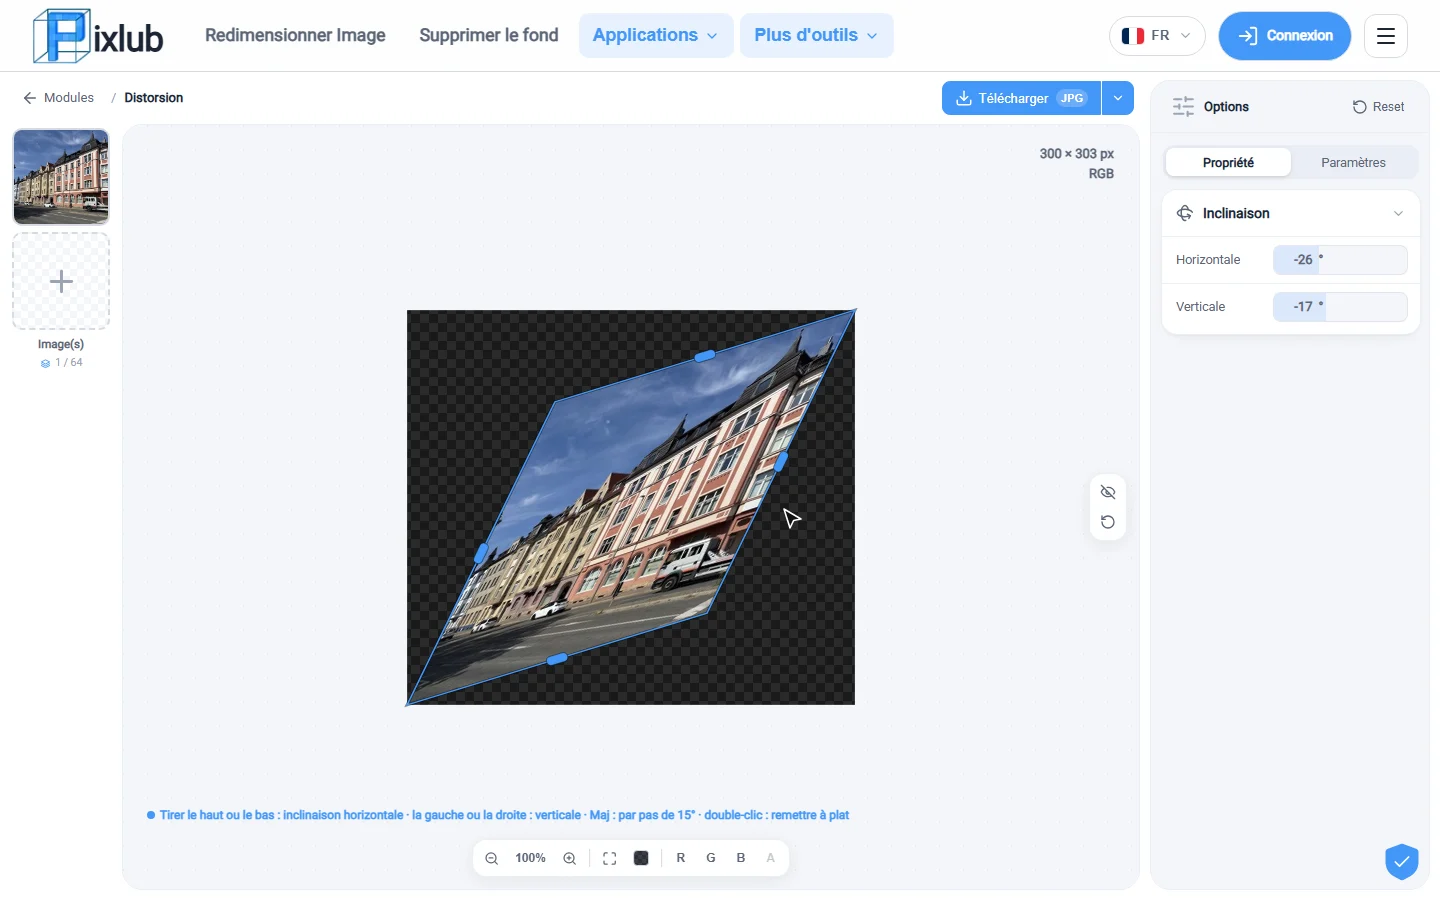 Pixlub
Redimensionner Image
Supprimer le fond
Applications
Plus d'outils
FR
Connexion
Modules / Distorsion
Télécharger JPG
300 × 303 px
RGB
Image(s)
1 / 64
Options
Reset
Propriété
Paramètres
Inclinaison
Horizontale -26 °
Verticale -17 °
Tirer le haut ou le bas : inclinaison horizontale · la gauche ou la droite : verticale · Maj : par pas de 15° · double-clic : remettre à plat
100% R G B A